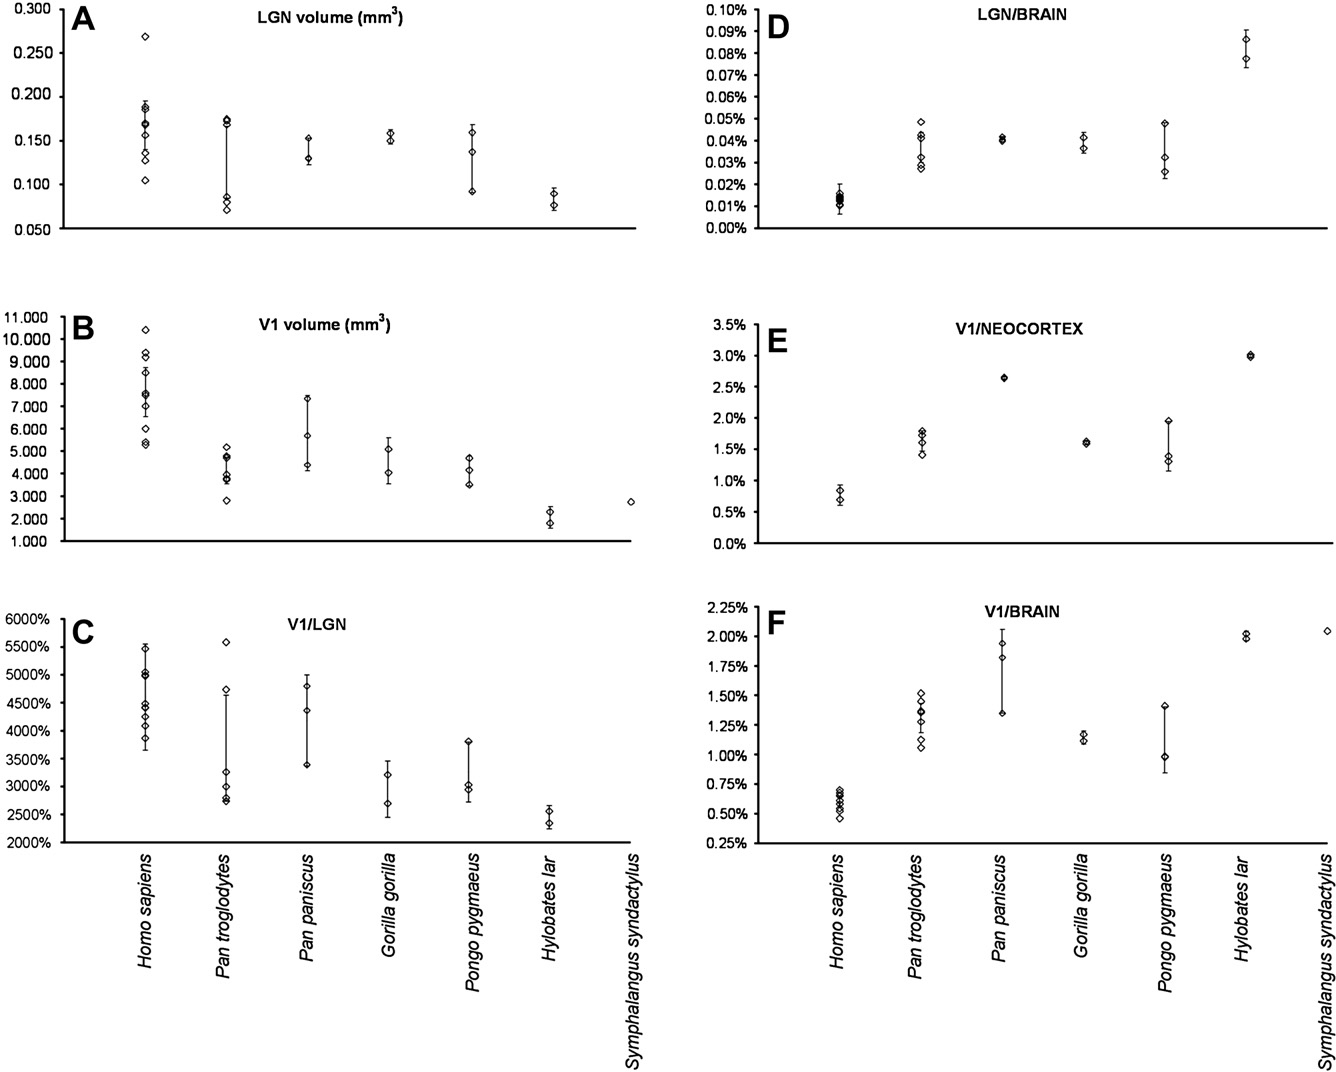 A
LGN volume (mm³)
0.300
0.250
0.200
0.150
0.100
0.050
B
V1 volume (mm³)
11.000
10.000
9.000
8.000
7.000
6.000
5.000
4.000
3.000
2.000
1.000
C
V1/LGN
6000%
5500%
5000%
4500%
4000%
3500%
3000%
2500%
2000%
Homo sapiens
Pan troglodytes
Pan paniscus
Gorilla gorilla
Pongo pygmaeus
Hylobates lar
Symphalangus syndactylus
D
LGN/BRAIN
0.10%
0.09%
0.08%
0.07%
0.06%
0.05%
0.04%
0.03%
0.02%
0.01%
0.00%
E
V1/NEOCORTEX
3.5%
3.0%
2.5%
2.0%
1.5%
1.0%
0.5%
0.0%
F
V1/BRAIN
2.25%
2.00%
1.75%
1.50%
1.25%
1.00%
0.75%
0.50%
0.25%
Homo sapiens
Pan troglodytes
Pan paniscus
Gorilla gorilla
Pongo pygmaeus
Hylobates lar
Symphalangus syndactylus